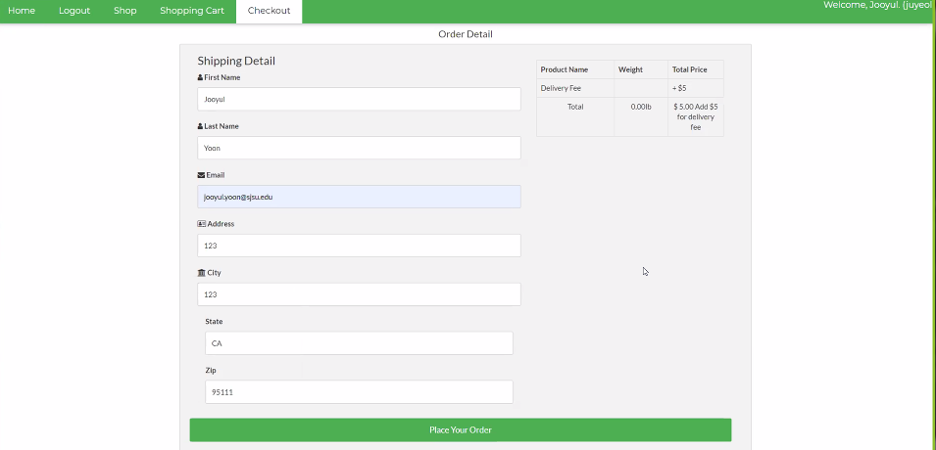 Home Logout Shop Shopping Cart Checkout Welcome, Jooyul.
Order Detail
Shipping Detail
First Name
Jooyul
Last Name
Yoon
Email
jooyul.yoon@sjsu.edu
Address
123
City
123
State
CA
Zip
95111
Product Name Weight Total Price
Delivery Fee + $5
Total 0.00lb $ 5.00 Add $5
for delivery
fee
Place Your Order